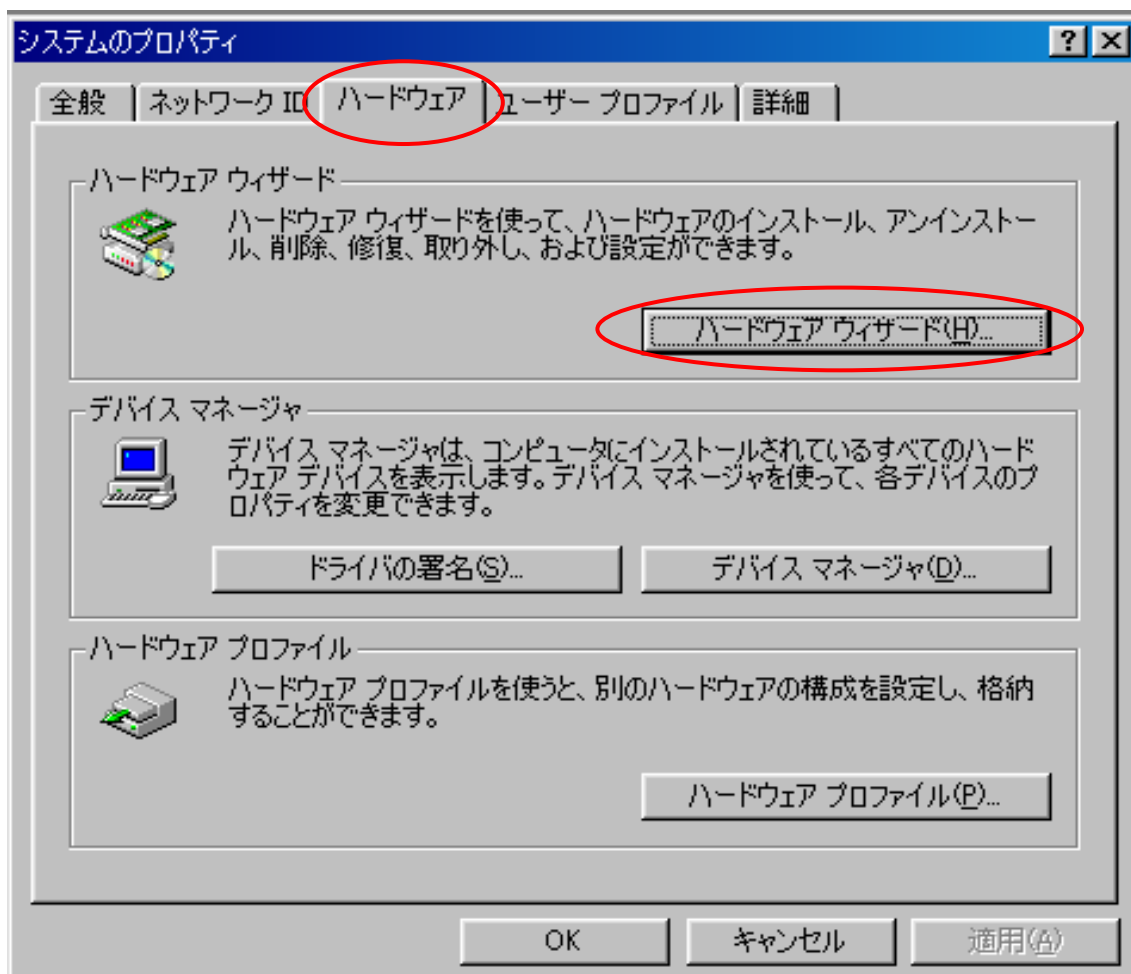 システムのプロパティ
全般 ネットワーク ID ハードウェア ユーザー プロファイル 詳細
ハードウェア ウィザード
ハードウェア ウィザードを使って、ハードウェアのインストール、アンインストー
ル、削除、修復、取り外し、および設定ができます。
ハードウェア ウィザード(H)...
デバイス マネージャ
デバイス マネージャは、コンピュータにインストールされているすべてのハード
ウェア デバイスを表示します。デバイス マネージャを使って、各デバイスのプ
ロパティを変更できます。
ドライバの署名(S)... デバイス マネージャ(D)...
ハードウェア プロファイル
ハードウェア プロファイルを使うと、別のハードウェアの構成を設定し、格納
することができます。
ハードウェア プロファイル(P)...
OK キャンセル 適用(A)